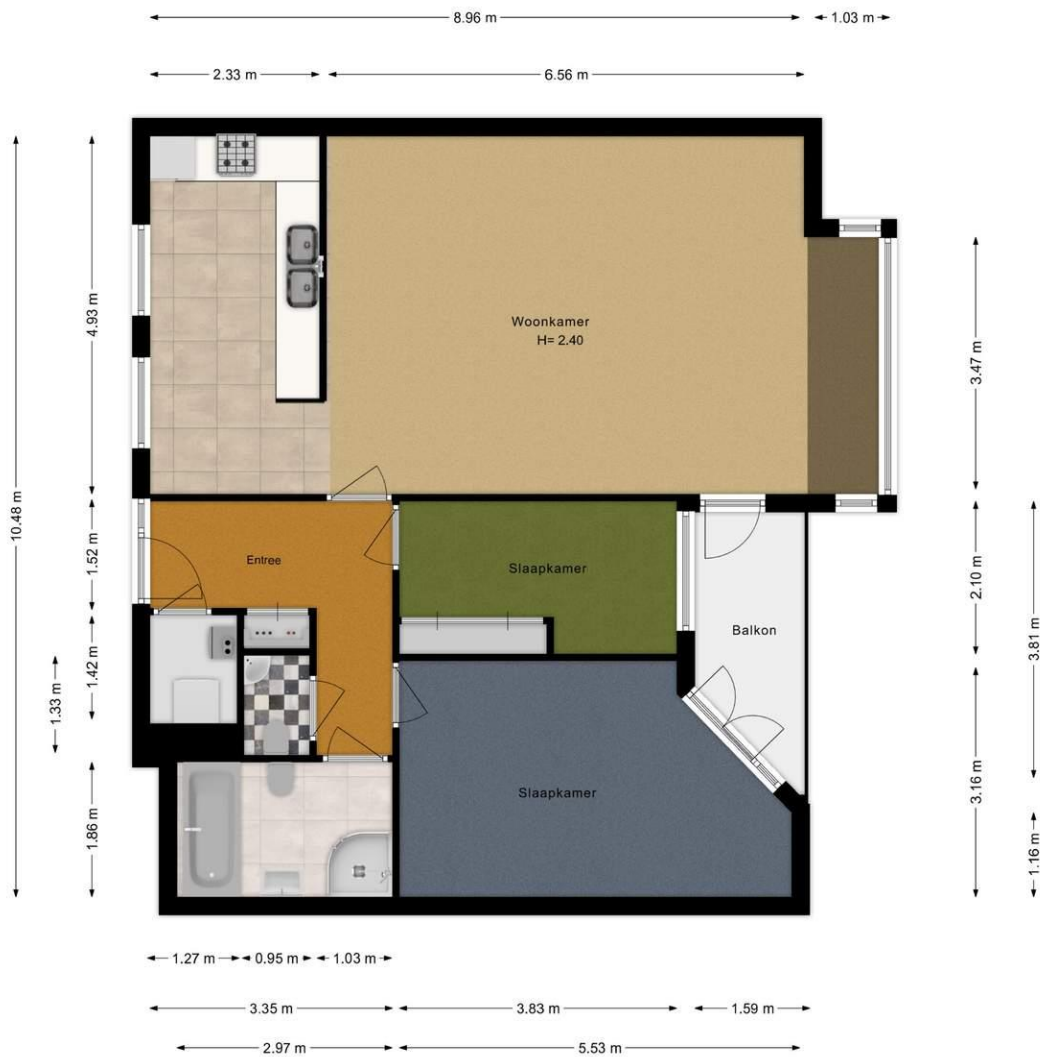 8.96 m
1.03 m
2.33 m
6.56 m
4.93 m
10.48 m
3.47 m
Woonkamer
H= 2.40
1.52 m
Entree
Slaapkamer
2.10 m
Balkon
3.81 m
1.42 m
1.33 m
3.16 m
Slaapkamer
1.86 m
1.16 m
1.27 m
0.95 m
1.03 m
3.35 m
3.83 m
1.59 m
2.97 m
5.53 m